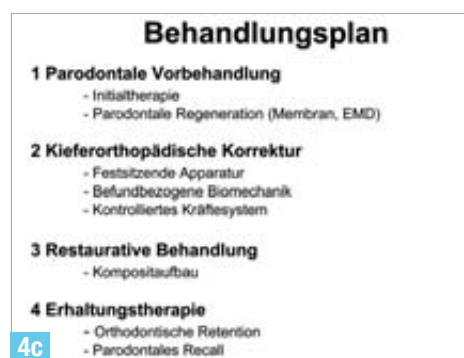 Behandlungsplan
1 Parodontale Vorbehandlung
- Initialtherapie
- Parodontale Regeneration (Membran, EMD)
2 Kieferorthopädische Korrektur
- Festsitzende Apparatur
- Befundbezogene Biomechanik
- Kontrolliertes Kräftesystem
3 Restaurative Behandlung
- Kompositaufbau
4 Erhaltungstherapie
- Orthodontische Retention
- Parodontales Recall
4c